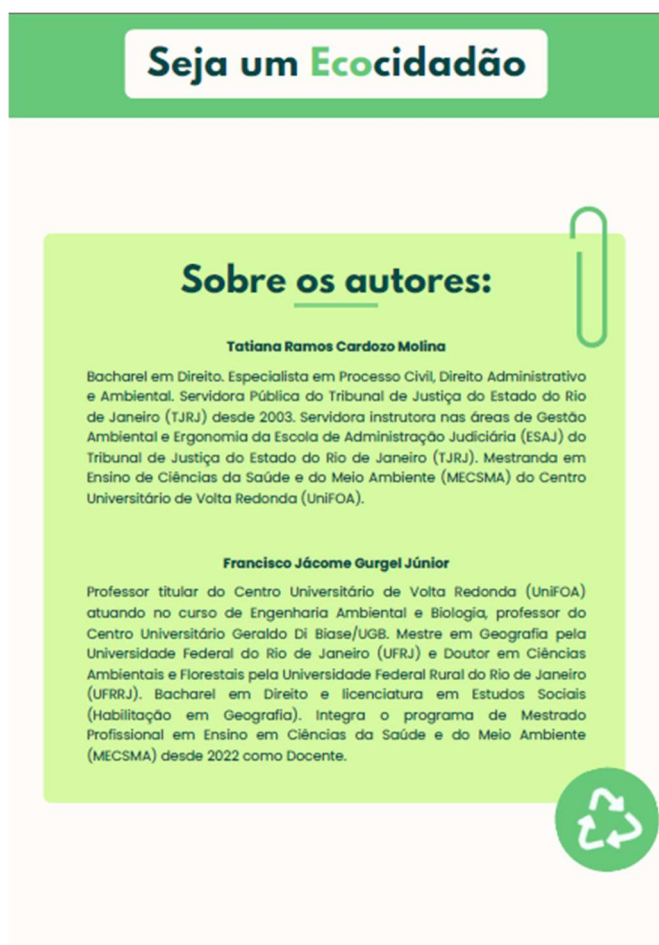 Seja um Ecocidadão
Sobre os autores:
Tatiana Ramos Cardozo Molina
Bacharel em Direito. Especialista em Processo Civil, Direito Administrativo
e Ambiental. Servidora Pública do Tribunal de Justiça do Estado do Rio
de Janeiro (TJRJ) desde 2003. Servidora instrutora nas áreas de Gestão
Ambiental e Ergonomia da Escola de Administração Judiciária (ESAJ) do
Tribunal de Justiça do Estado do Rio de Janeiro (TJRJ). Mestranda em
Ensino de Ciências da Saúde e do Meio Ambiente (MECSMA) do Centro
Universitário de Volta Redonda (UniFOA).
Francisco Jácome Gurgel Júnior
Professor titular do Centro Universitário de Volta Redonda (UniFOA)
atuando no curso de Engenharia Ambiental e Biologia, professor do
Centro Universitário Geraldo Di Biase/UGB. Mestre em Geografia pela
Universidade Federal do Rio de Janeiro (UFRJ) e Doutor em Ciências
Ambientais e Florestais pela Universidade Federal Rural do Rio de Janeiro
(UFRRJ). Bacharel em Direito e licenciatura em Estudos Sociais
(Habilitação em Geografia). Integra o programa de Mestrado
Profissional em Ensino em Ciências da Saúde e do Meio Ambiente
(MECSMA) desde 2022 como Docente.